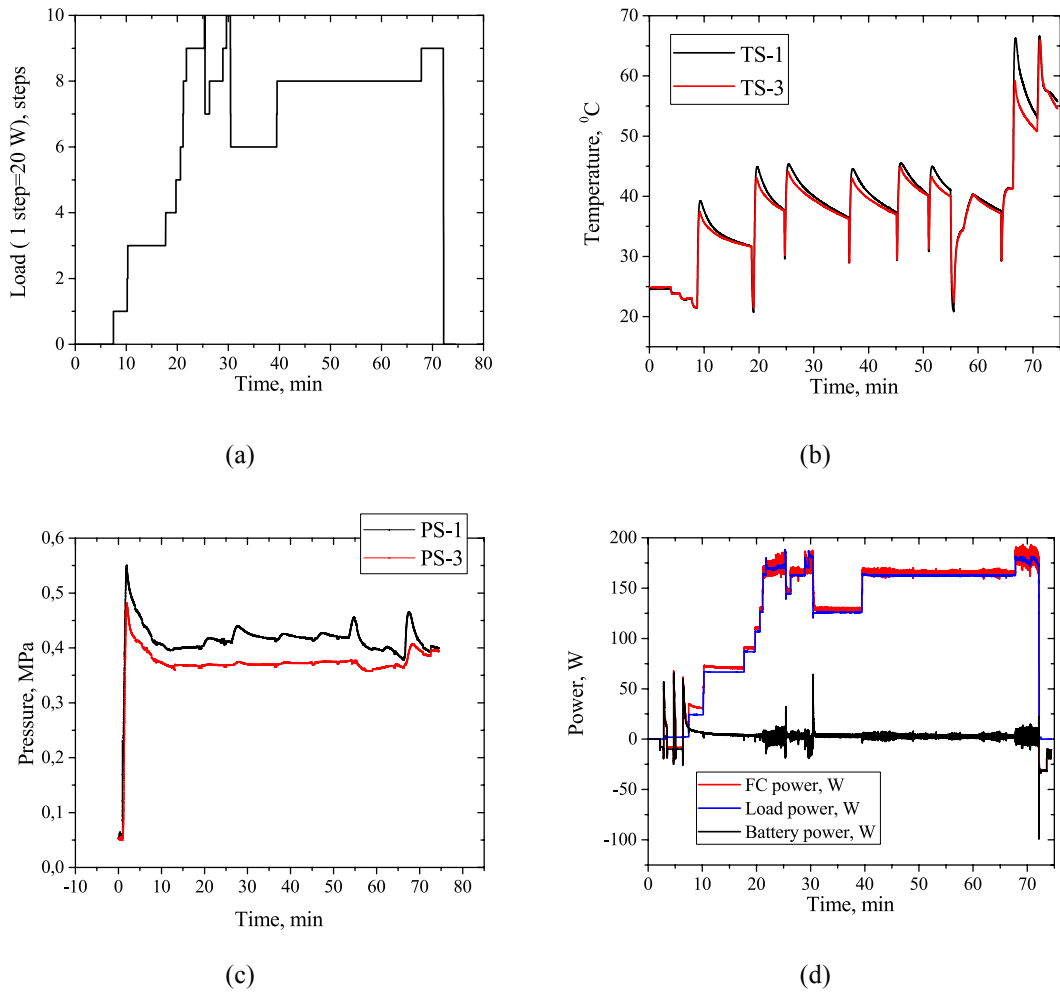 10
8
6
4
2
0
Load ( 1 step=20 W), steps
0 10 20 30 40 50 60 70 80
Time, min
(a)
70
60
50
40
30
20
Temperature, ⁰C
TS-1
TS-3
0 10 20 30 40 50 60 70
Time, min
(b)
PS-1
PS-3
0,6
0,5
0,4
0,3
0,2
0,1
0,0
Pressure, MPa
-10 0 10 20 30 40 50 60 70 80
Time, min
(c)
200
150
100
50
0
-50
-100
Power, W
FC power, W
Load power, W
Battery power, W
0 10 20 30 40 50 60 70
Time, min
(d)